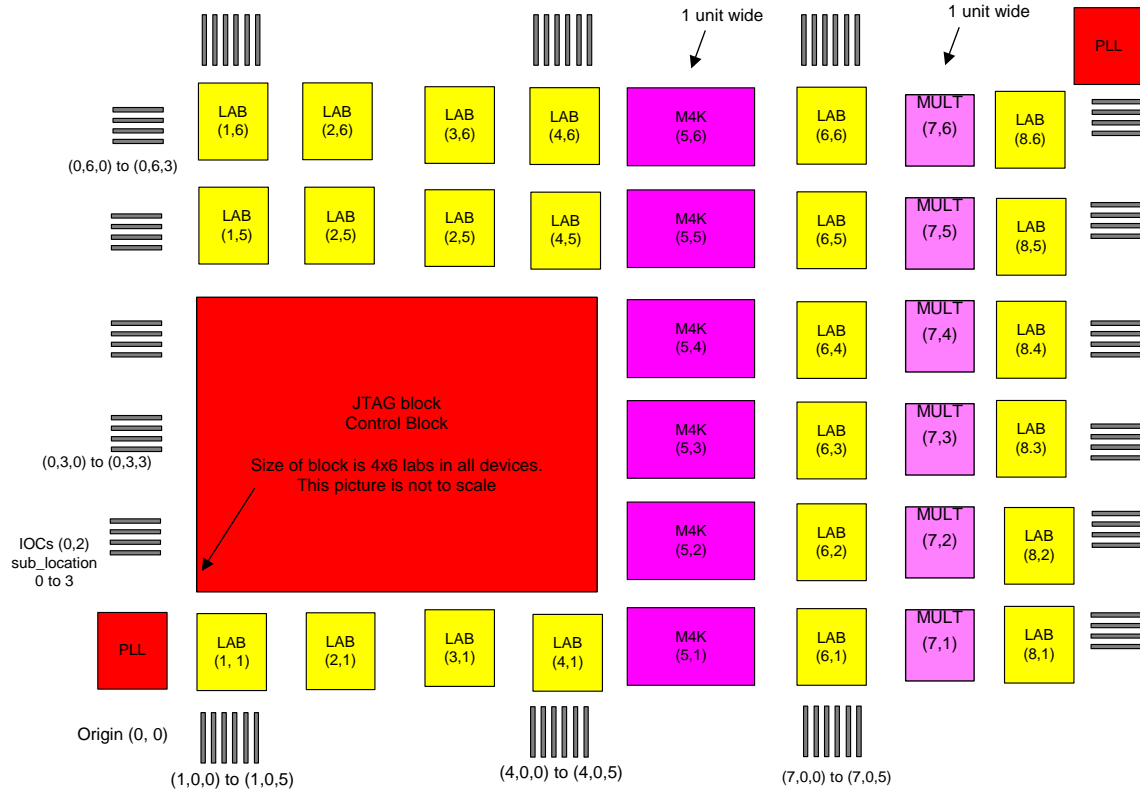 1 unit wide
1 unit wide
PLL
LAB
(1,6)
LAB
(2,6)
LAB
(3,6)
LAB
(4,6)
M4K
(5,6)
LAB
(6,6)
MULT
(7,6)
LAB
(8.6)
(0,6,0) to (0,6,3)
LAB
(1,5)
LAB
(2,5)
LAB
(2,5)
LAB
(4,5)
M4K
(5,5)
LAB
(6,5)
MULT
(7,5)
LAB
(8,5)
M4K
(5,4)
LAB
(6,4)
MULT
(7,4)
LAB
(8.4)
JTAG block
Control Block
Size of block is 4x6 labs in all devices.
This picture is not to scale
M4K
(5,3)
LAB
(6,3)
MULT
(7,3)
LAB
(8.3)
(0,3,0) to (0,3,3)
IOCs (0,2)
sub_location
0 to 3
M4K
(5,2)
LAB
(6,2)
MULT
(7,2)
LAB
(8,2)
PLL
LAB
(1, 1)
LAB
(2,1)
LAB
(3,1)
LAB
(4,1)
M4K
(5,1)
LAB
(6,1)
MULT
(7,1)
LAB
(8,1)
Origin (0, 0)
(1,0,0) to (1,0,5)
(4,0,0) to (4,0,5)
(7,0,0) to (7,0,5)